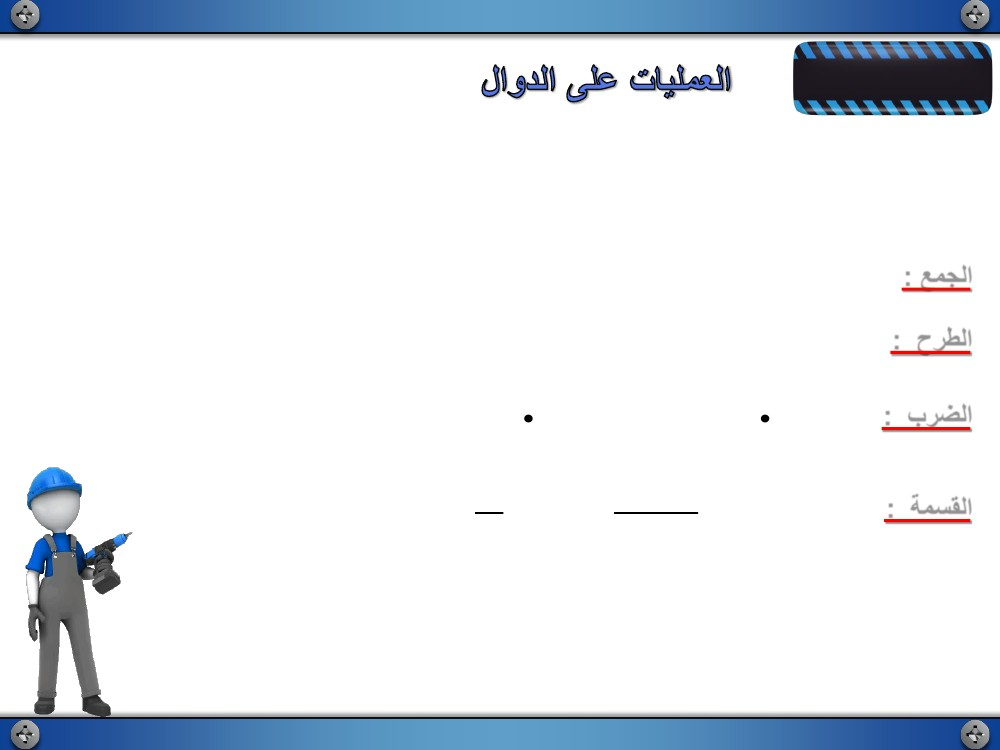 العمليات على الدوال
الجمع :
الطرح :
الضرب :
القسمة :